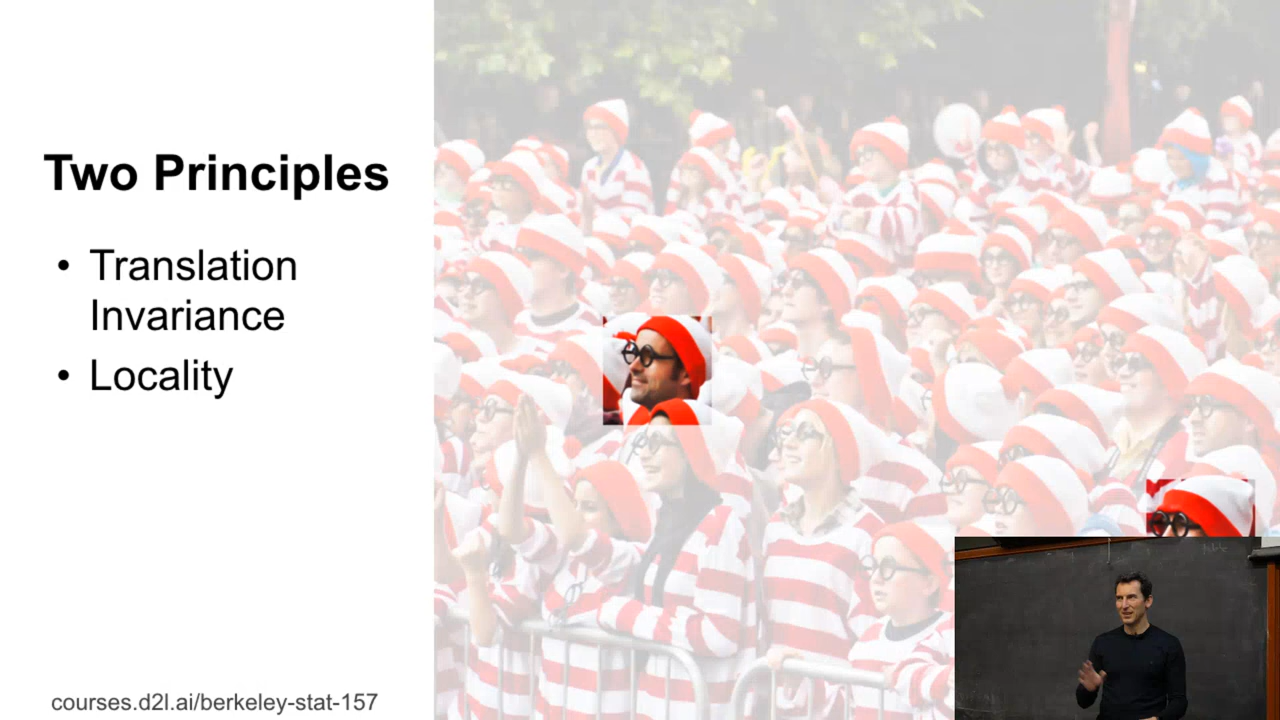 Two Principles
• Translation
Invariance
• Locality
courses.d2l.ai/berkeley-stat-157